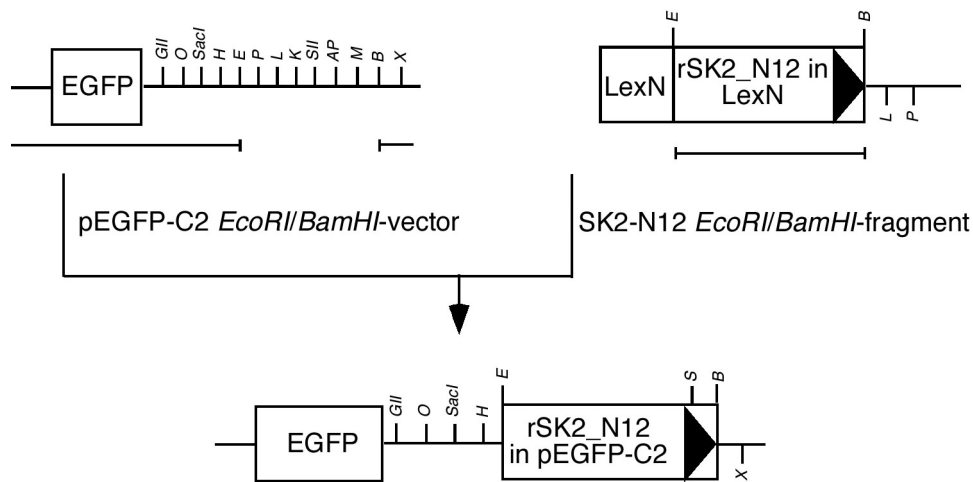 GII O SacI H E P L K SII AP M B X
EGFP
E B
LexN rSK2_N12 in
LexN
L P
pEGFP-C2 EcoRI/BamHI-vector
SK2-N12 EcoRI/BamHI-fragment
GII O SacI H E S B
EGFP
rSK2_N12
in pEGFP-C2
X